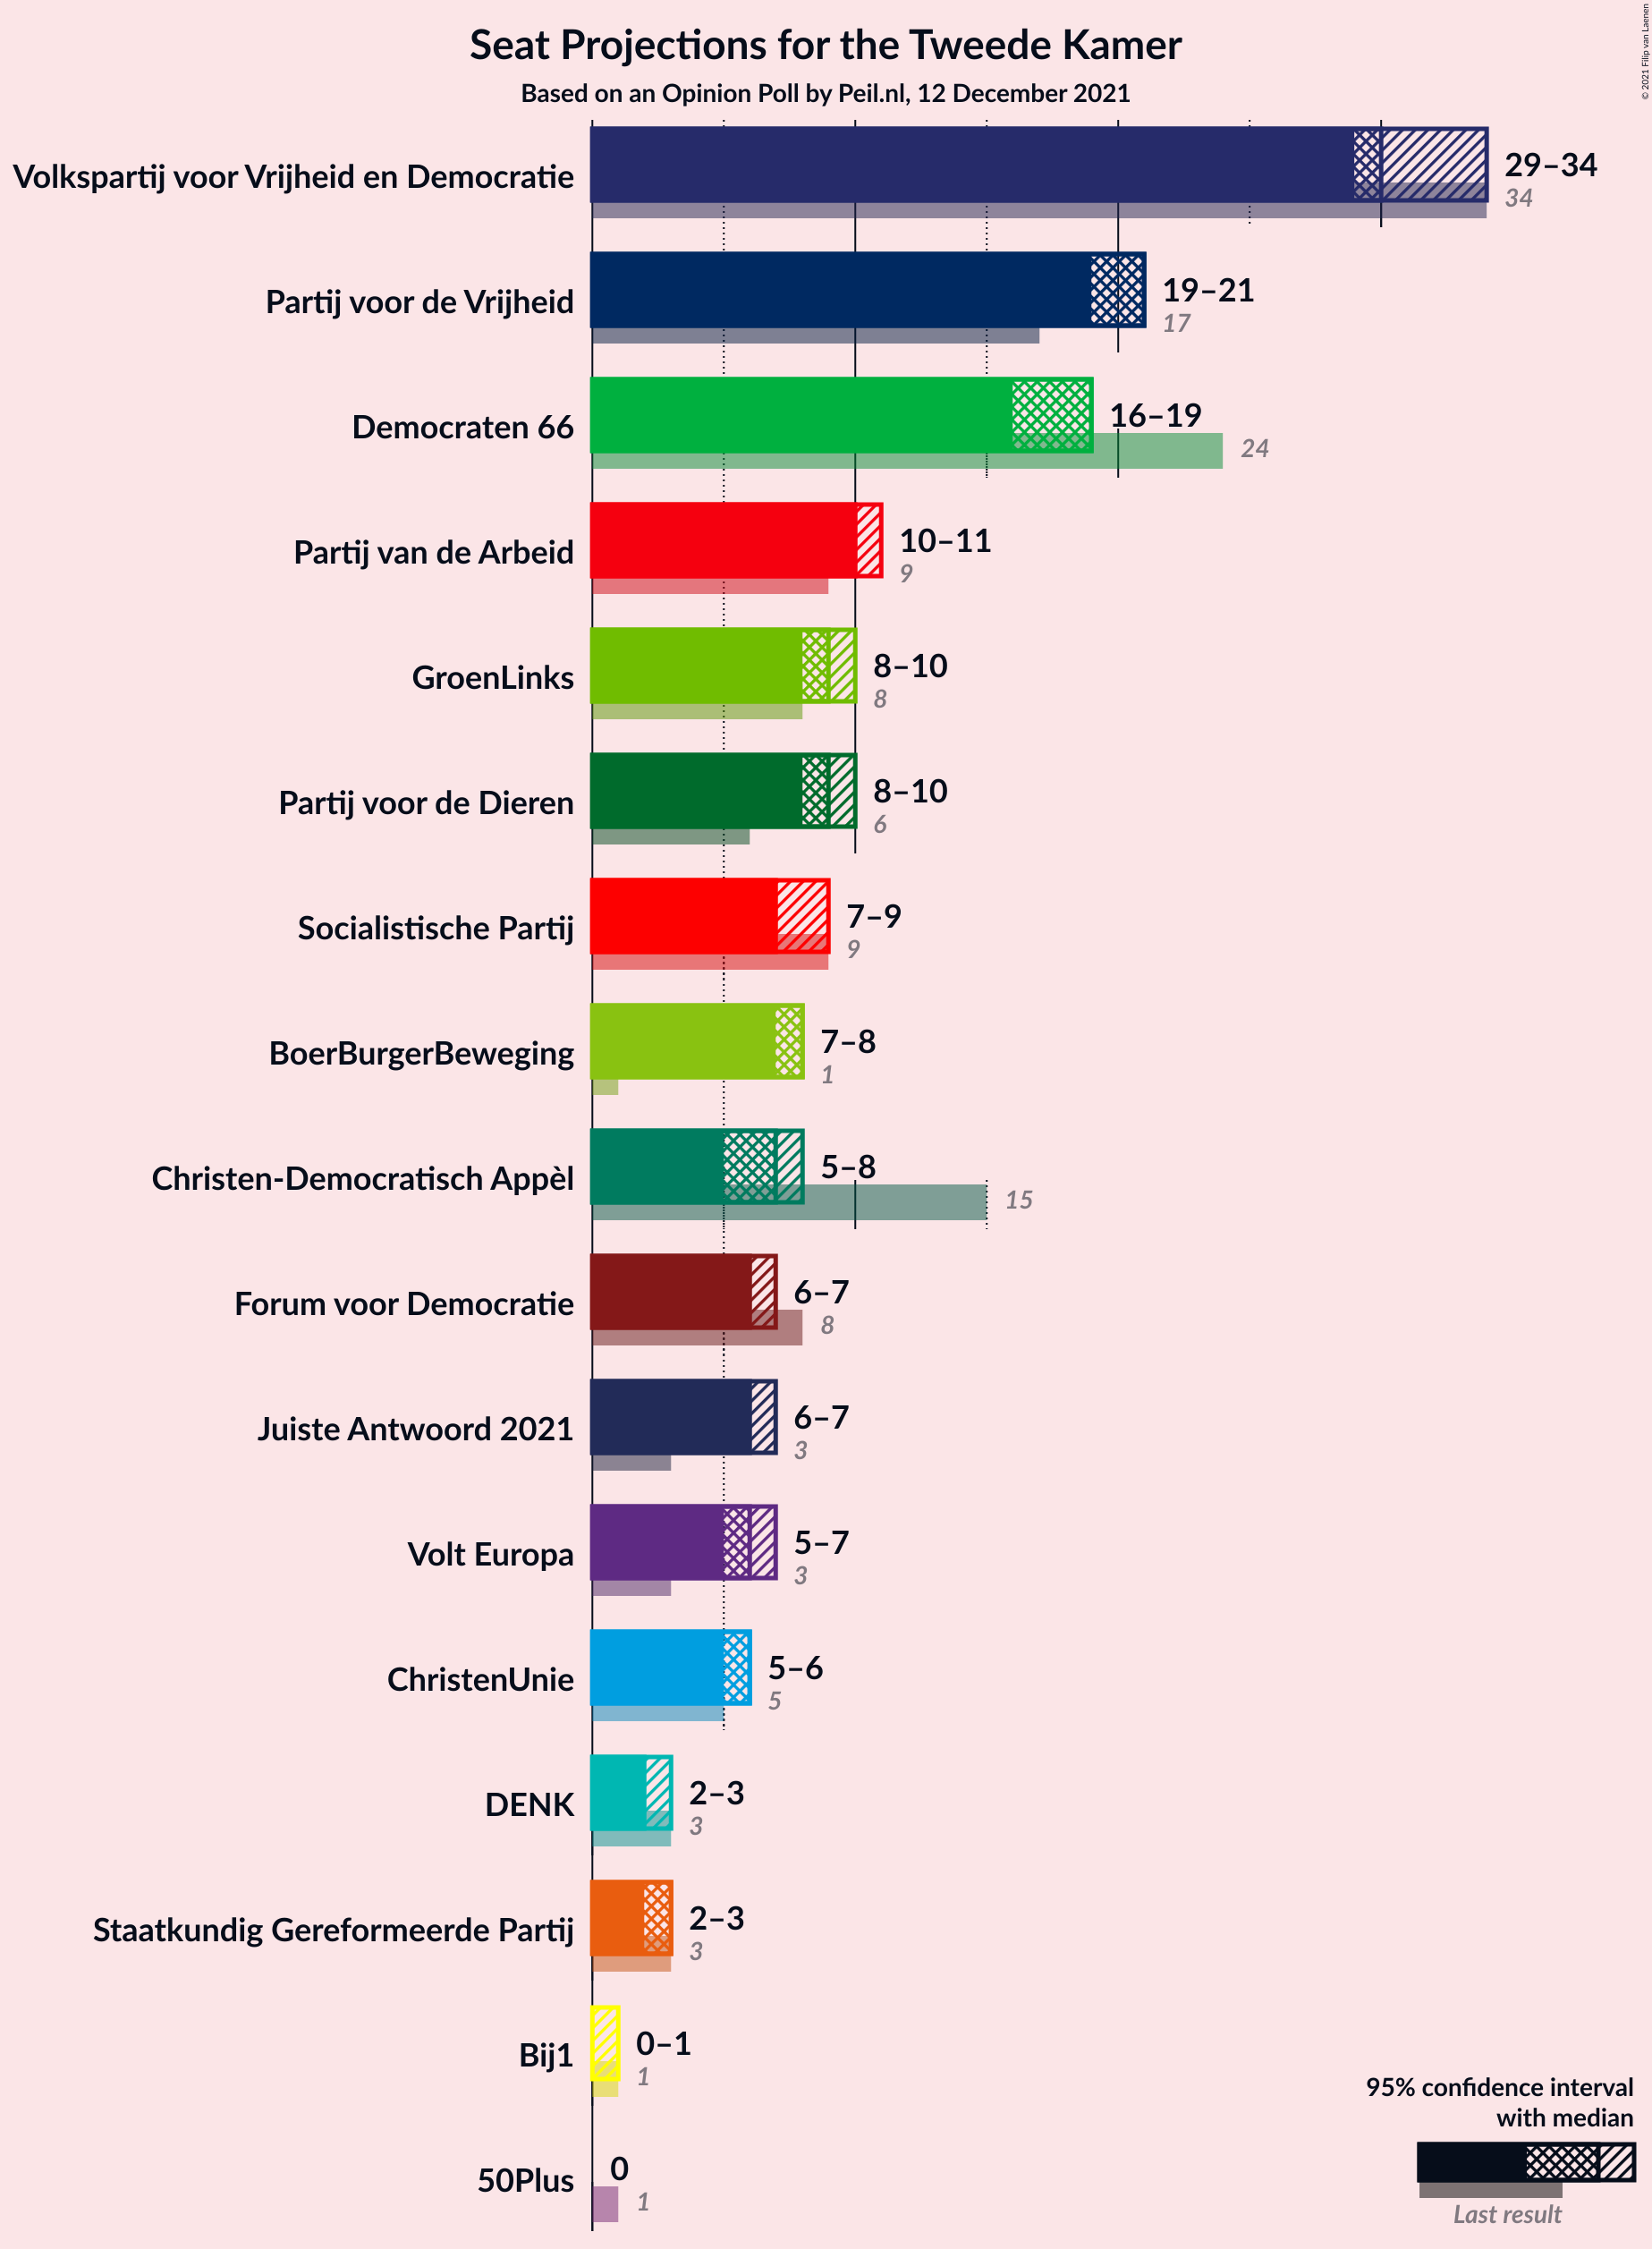 Seat Projections for the Tweede Kamer
Based on an Opinion Poll by Peil.nl, 12 December 2021
© 2021 Filip van Laenen
Volkspartij voor Vrijheid en Democratie
29–34
34
Partij voor de Vrijheid
19–21
17
Democraten 66
16–19
24
Partij van de Arbeid
10–11
9
GroenLinks
8–10
8
Partij voor de Dieren
8–10
6
Socialistische Partij
7–9
9
BoerBurgerBeweging
7–8
1
Christen-Democratisch Appèl
5–8
15
Forum voor Democratie
6–7
8
Juiste Antwoord 2021
6–7
3
Volt Europa
5–7
3
ChristenUnie
5–6
5
DENK
2–3
3
Staatkundig Gereformeerde Partij
2–3
3
Bij1
0–1
1
50Plus
0
1
95% confidence interval
with median
Last result